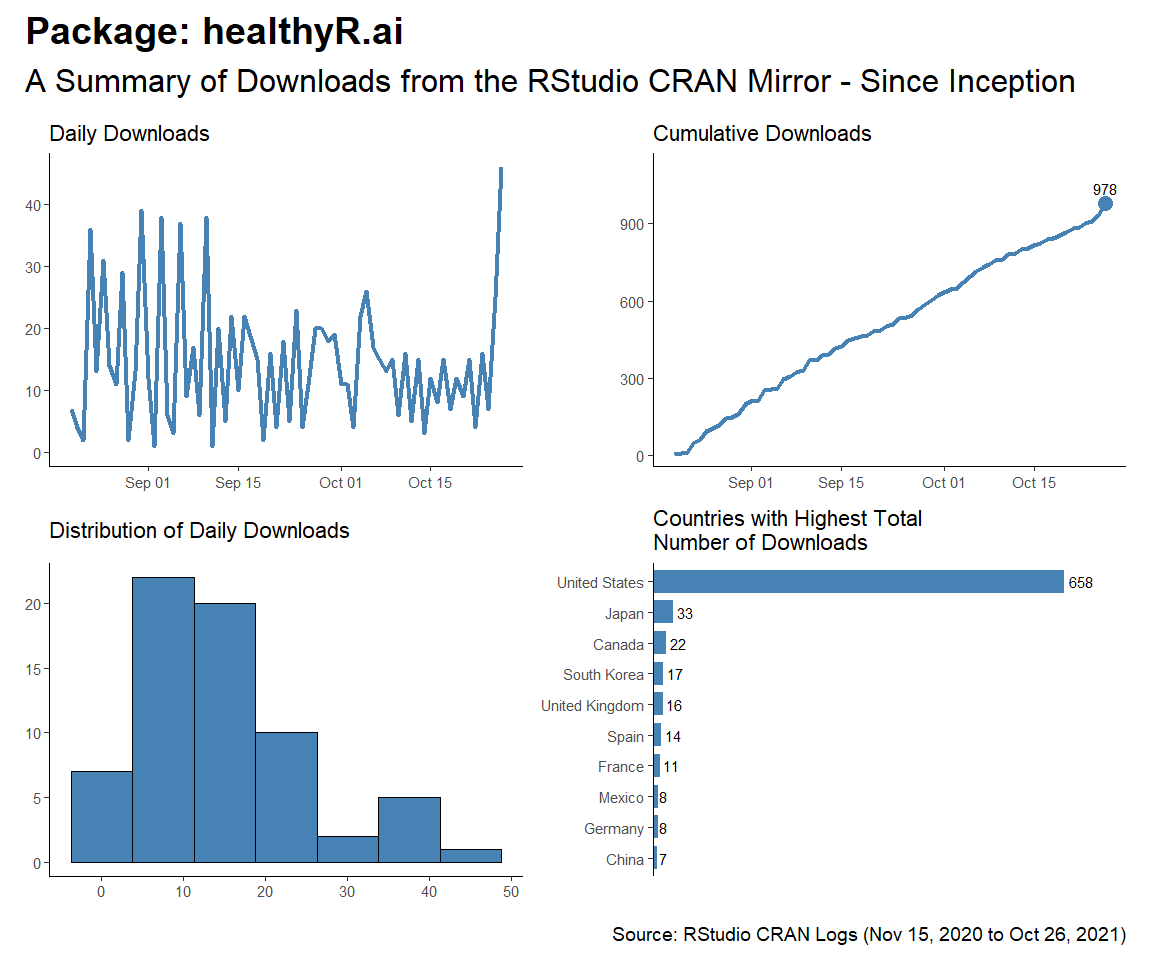 Package: healthyR.ai
A Summary of Downloads from the RStudio CRAN Mirror - Since Inception
Daily Downloads
40
30
20
10
0
Sep 01 Sep 15 Oct 01 Oct 15
Cumulative Downloads
978
900
600
300
0
Sep 01 Sep 15 Oct 01 Oct 15
Distribution of Daily Downloads
20
15
10
5
0
0 10 20 30 40 50
Countries with Highest Total
Number of Downloads
United States 658
Japan 33
Canada 22
South Korea 17
United Kingdom 16
Spain 14
France 11
Mexico 8
Germany 8
China 7
Source: RStudio CRAN Logs (Nov 15, 2020 to Oct 26, 2021)